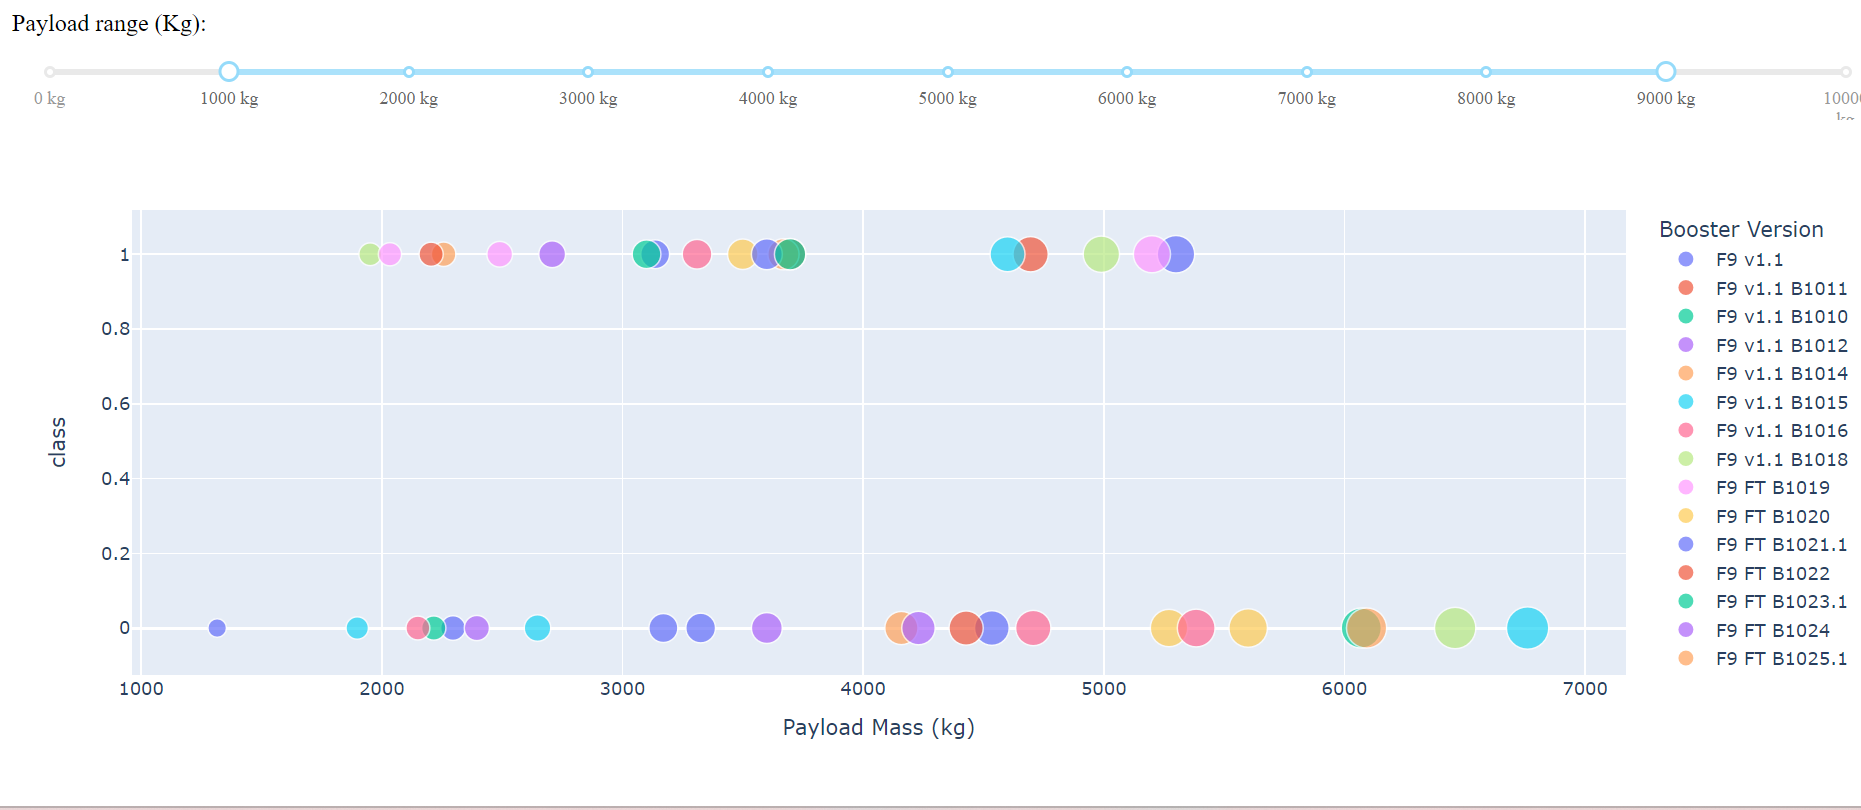 Payload range (Kg):
0 kg 1000 kg 2000 kg 3000 kg 4000 kg 5000 kg 6000 kg 7000 kg 8000 kg 9000 kg
Booster Version
F9 v1.1
F9 v1.1 B1011
F9 v1.1 B1010
F9 v1.1 B1012
F9 v1.1 B1014
F9 v1.1 B1015
F9 v1.1 B1016
F9 v1.1 B1018
F9 FT B1019
F9 FT B1020
F9 FT B1021.1
F9 FT B1022
F9 FT B1023.1
F9 FT B1024
F9 FT B1025.1
1
0.8
0.6
0.4
0.2
0
class
1000 2000 3000 4000 5000 6000 7000
Payload Mass (kg)